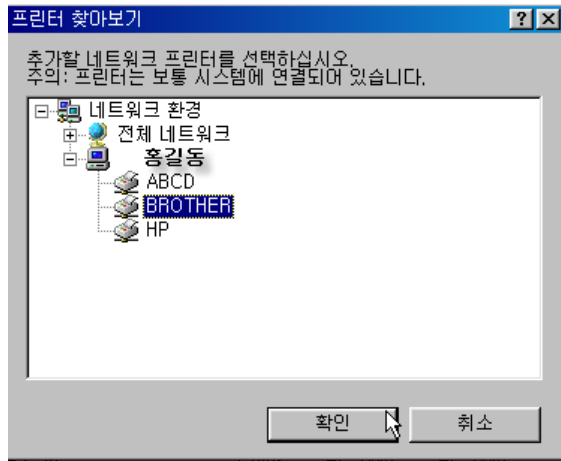 프린터 찾아보기
추가할 네트워크 프린터를 선택하십시오.
주의: 프린터는 보통 시스템에 연결되어 있습니다.
네트워크 환경
전체 네트워크
홍길동
ABCD
BROTHER
HP
확인 취소